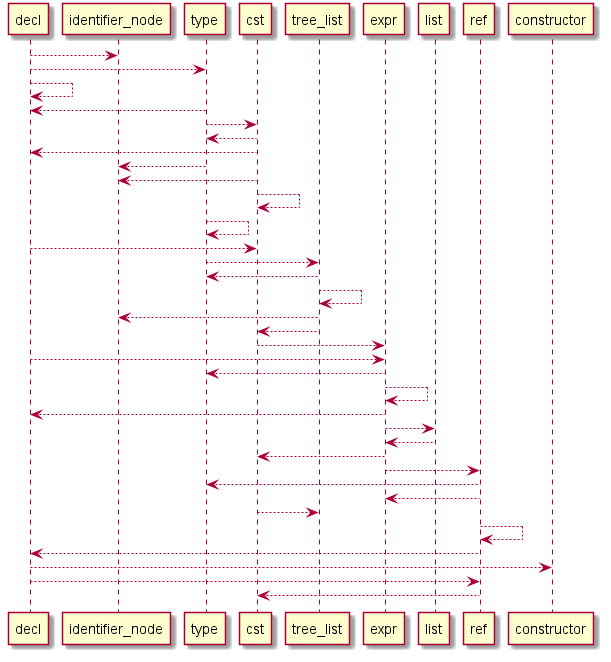 decl identifier_node type cst tree_list expr list ref constructor
decl identifier_node type cst tree_list expr list ref constructor